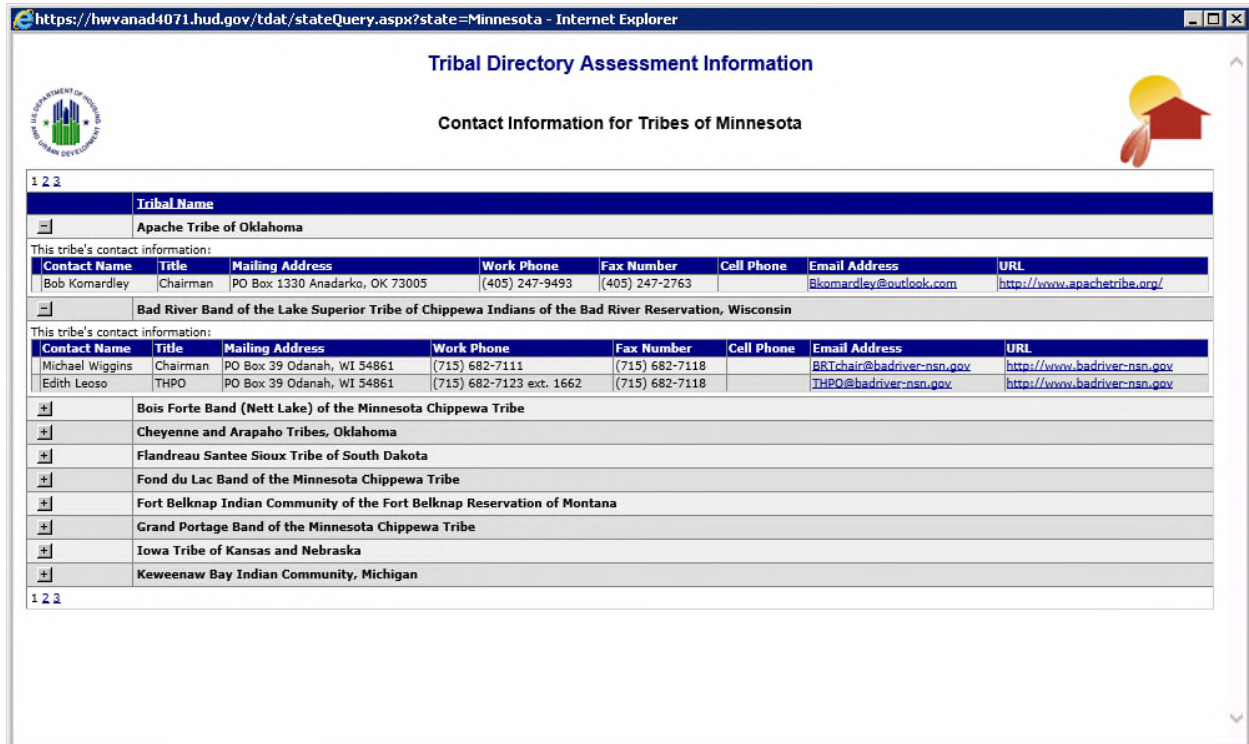 https://hwvanad4071.hud.gov/tdat/stateQuery.aspx?state=Minnesota - Internet Explorer
Tribal Directory Assessment Information
U.S. DEPARTMENT OF HOUSING AND URBAN DEVELOPMENT
Contact Information for Tribes of Minnesota
1 2 3
Tribal Name
- Apache Tribe of Oklahoma
This tribe's contact information:
Contact Name Title Mailing Address Work Phone Fax Number Cell Phone Email Address URL
Bob Komardley Chairman PO Box 1330 Anadarko, OK 73005 (405) 247-9493 (405) 247-2763 Bkomardley@outlook.com http://www.apachetribe.org/
- Bad River Band of the Lake Superior Tribe of Chippewa Indians of the Bad River Reservation, Wisconsin
This tribe's contact information:
Contact Name Title Mailing Address Work Phone Fax Number Cell Phone Email Address URL
Michael Wiggins Chairman PO Box 39 Odanah, WI 54861 (715) 682-7111 (715) 682-7118 BRTchair@badriver-nsn.gov http://www.badriver-nsn.gov
Edith Leoso THPO PO Box 39 Odanah, WI 54861 (715) 682-7123 ext. 1662 (715) 682-7118 THPO@badriver-nsn.gov http://www.badriver-nsn.gov
+ Bois Forte Band (Nett Lake) of the Minnesota Chippewa Tribe
+ Cheyenne and Arapaho Tribes, Oklahoma
+ Flandreau Santee Sioux Tribe of South Dakota
+ Fond du Lac Band of the Minnesota Chippewa Tribe
+ Fort Belknap Indian Community of the Fort Belknap Reservation of Montana
+ Grand Portage Band of the Minnesota Chippewa Tribe
+ Iowa Tribe of Kansas and Nebraska
+ Keweenaw Bay Indian Community, Michigan
1 2 3